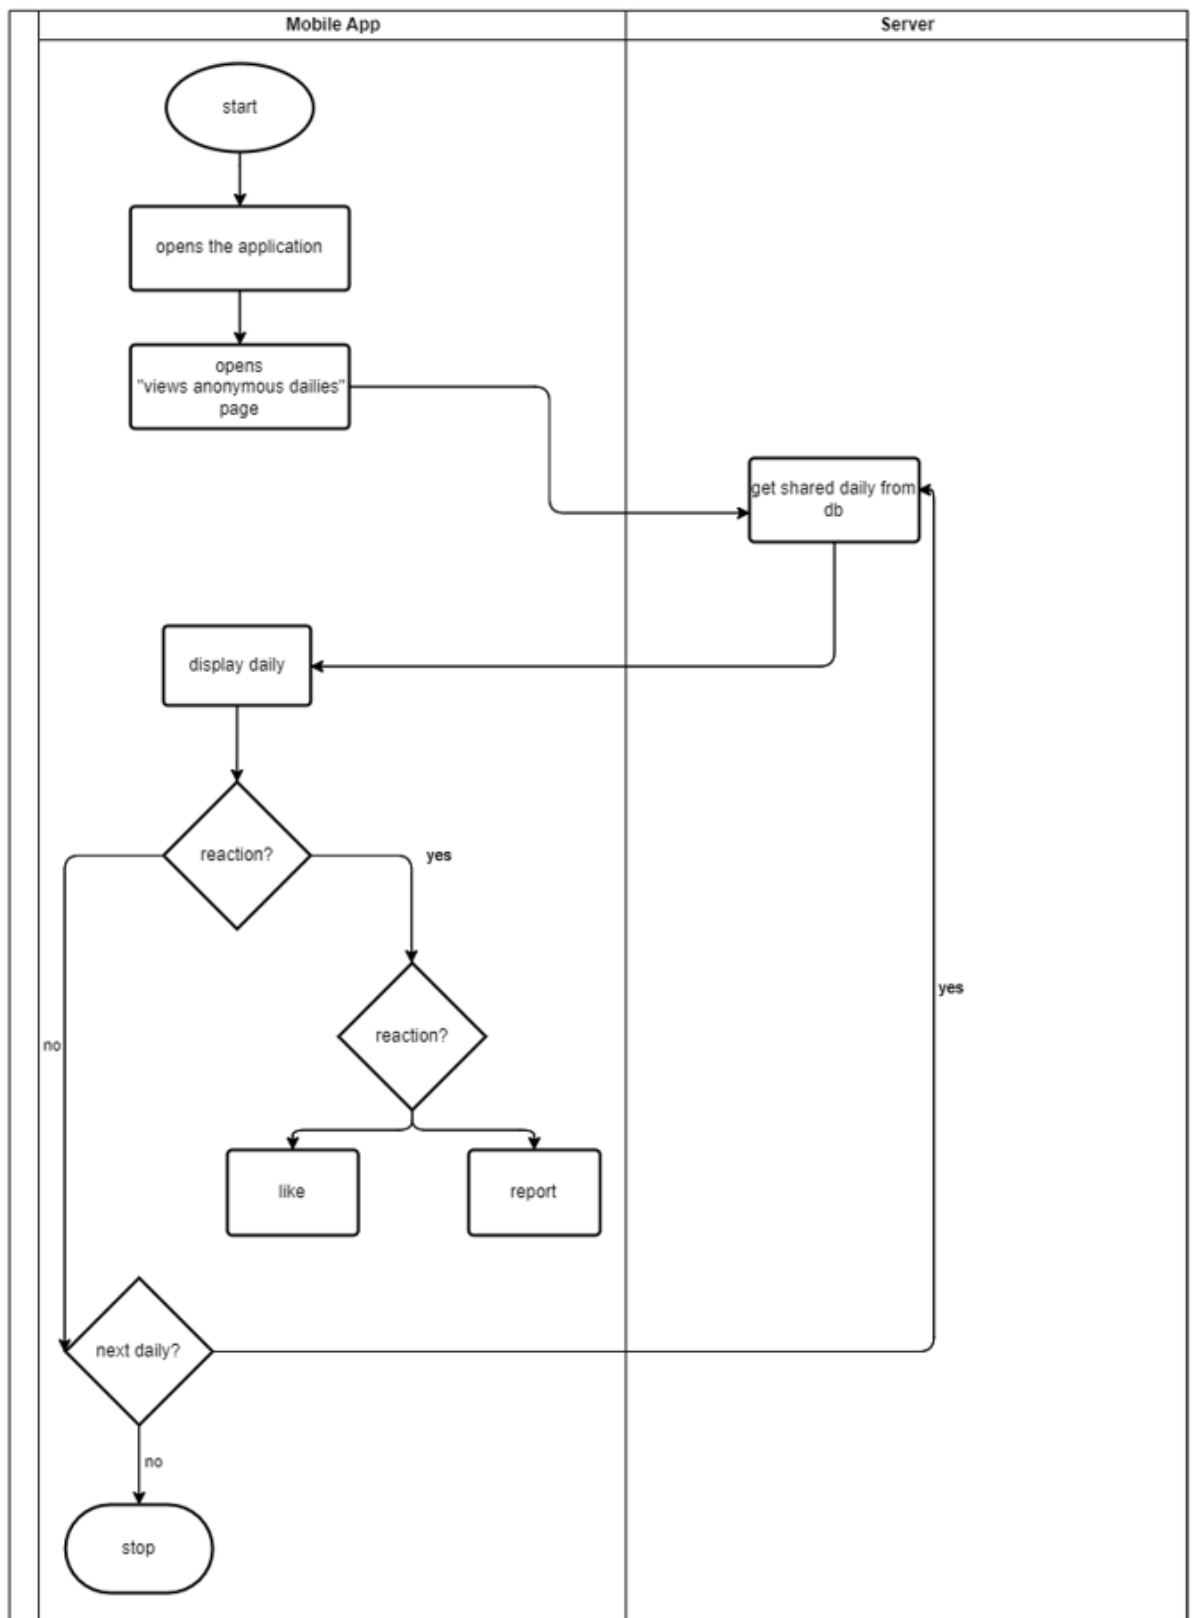 Mobile App
Server
start
opens the application
opens
"views anonymous dailies"
page
get shared daily from
db
display daily
reaction?
yes
reaction?
yes
no
like
report
next daily?
no
stop